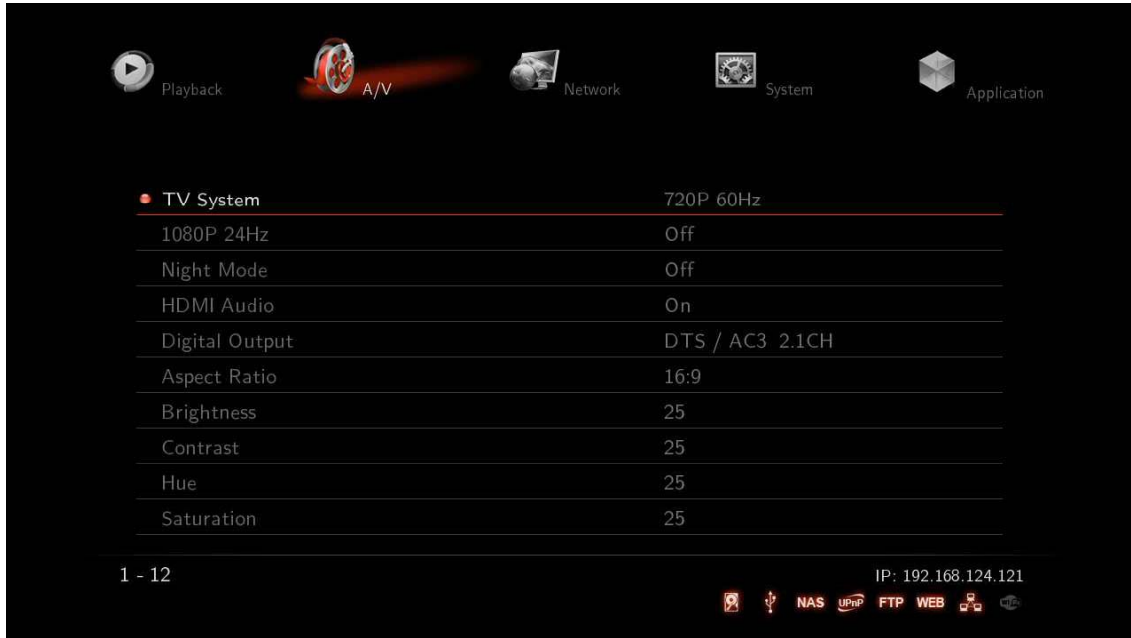 Playback A/V Network System Application
TV System 720P 60Hz
1080P 24Hz Off
Night Mode Off
HDMI Audio On
Digital Output DTS / AC3 2.1CH
Aspect Ratio 16:9
Brightness 25
Contrast 25
Hue 25
Saturation 25
1 - 12 IP: 192.168.124.121
NAS UPnP FTP WEB